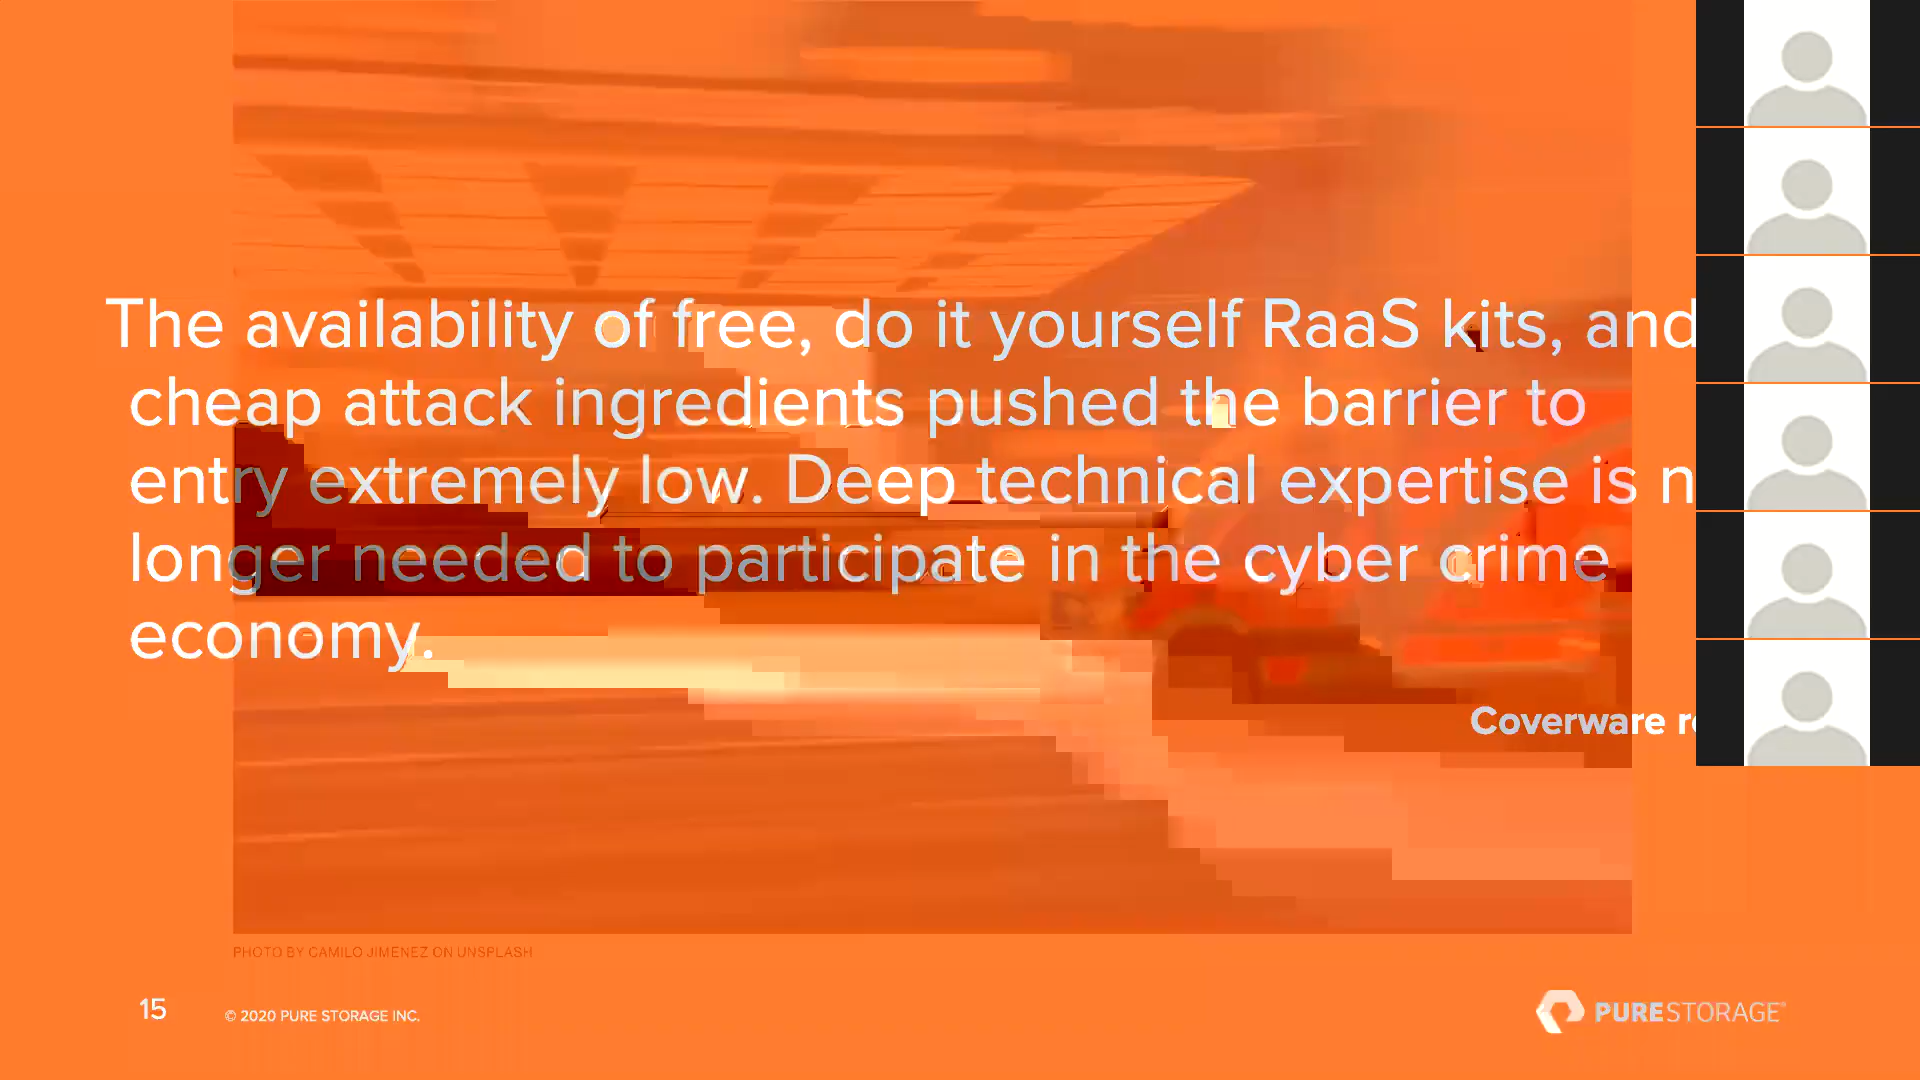 The availability of free, do it yourself RaaS kits, and
cheap attack ingredients pushed the barrier to
entry extremely low. Deep technical expertise is n
longer needed to participate in the cyber crime
economy.
Coverware r
PHOTO BY CAMILO JIMENEZ ON UNSPLASH
15
© 2020 PURE STORAGE INC.
PURESTORAGE